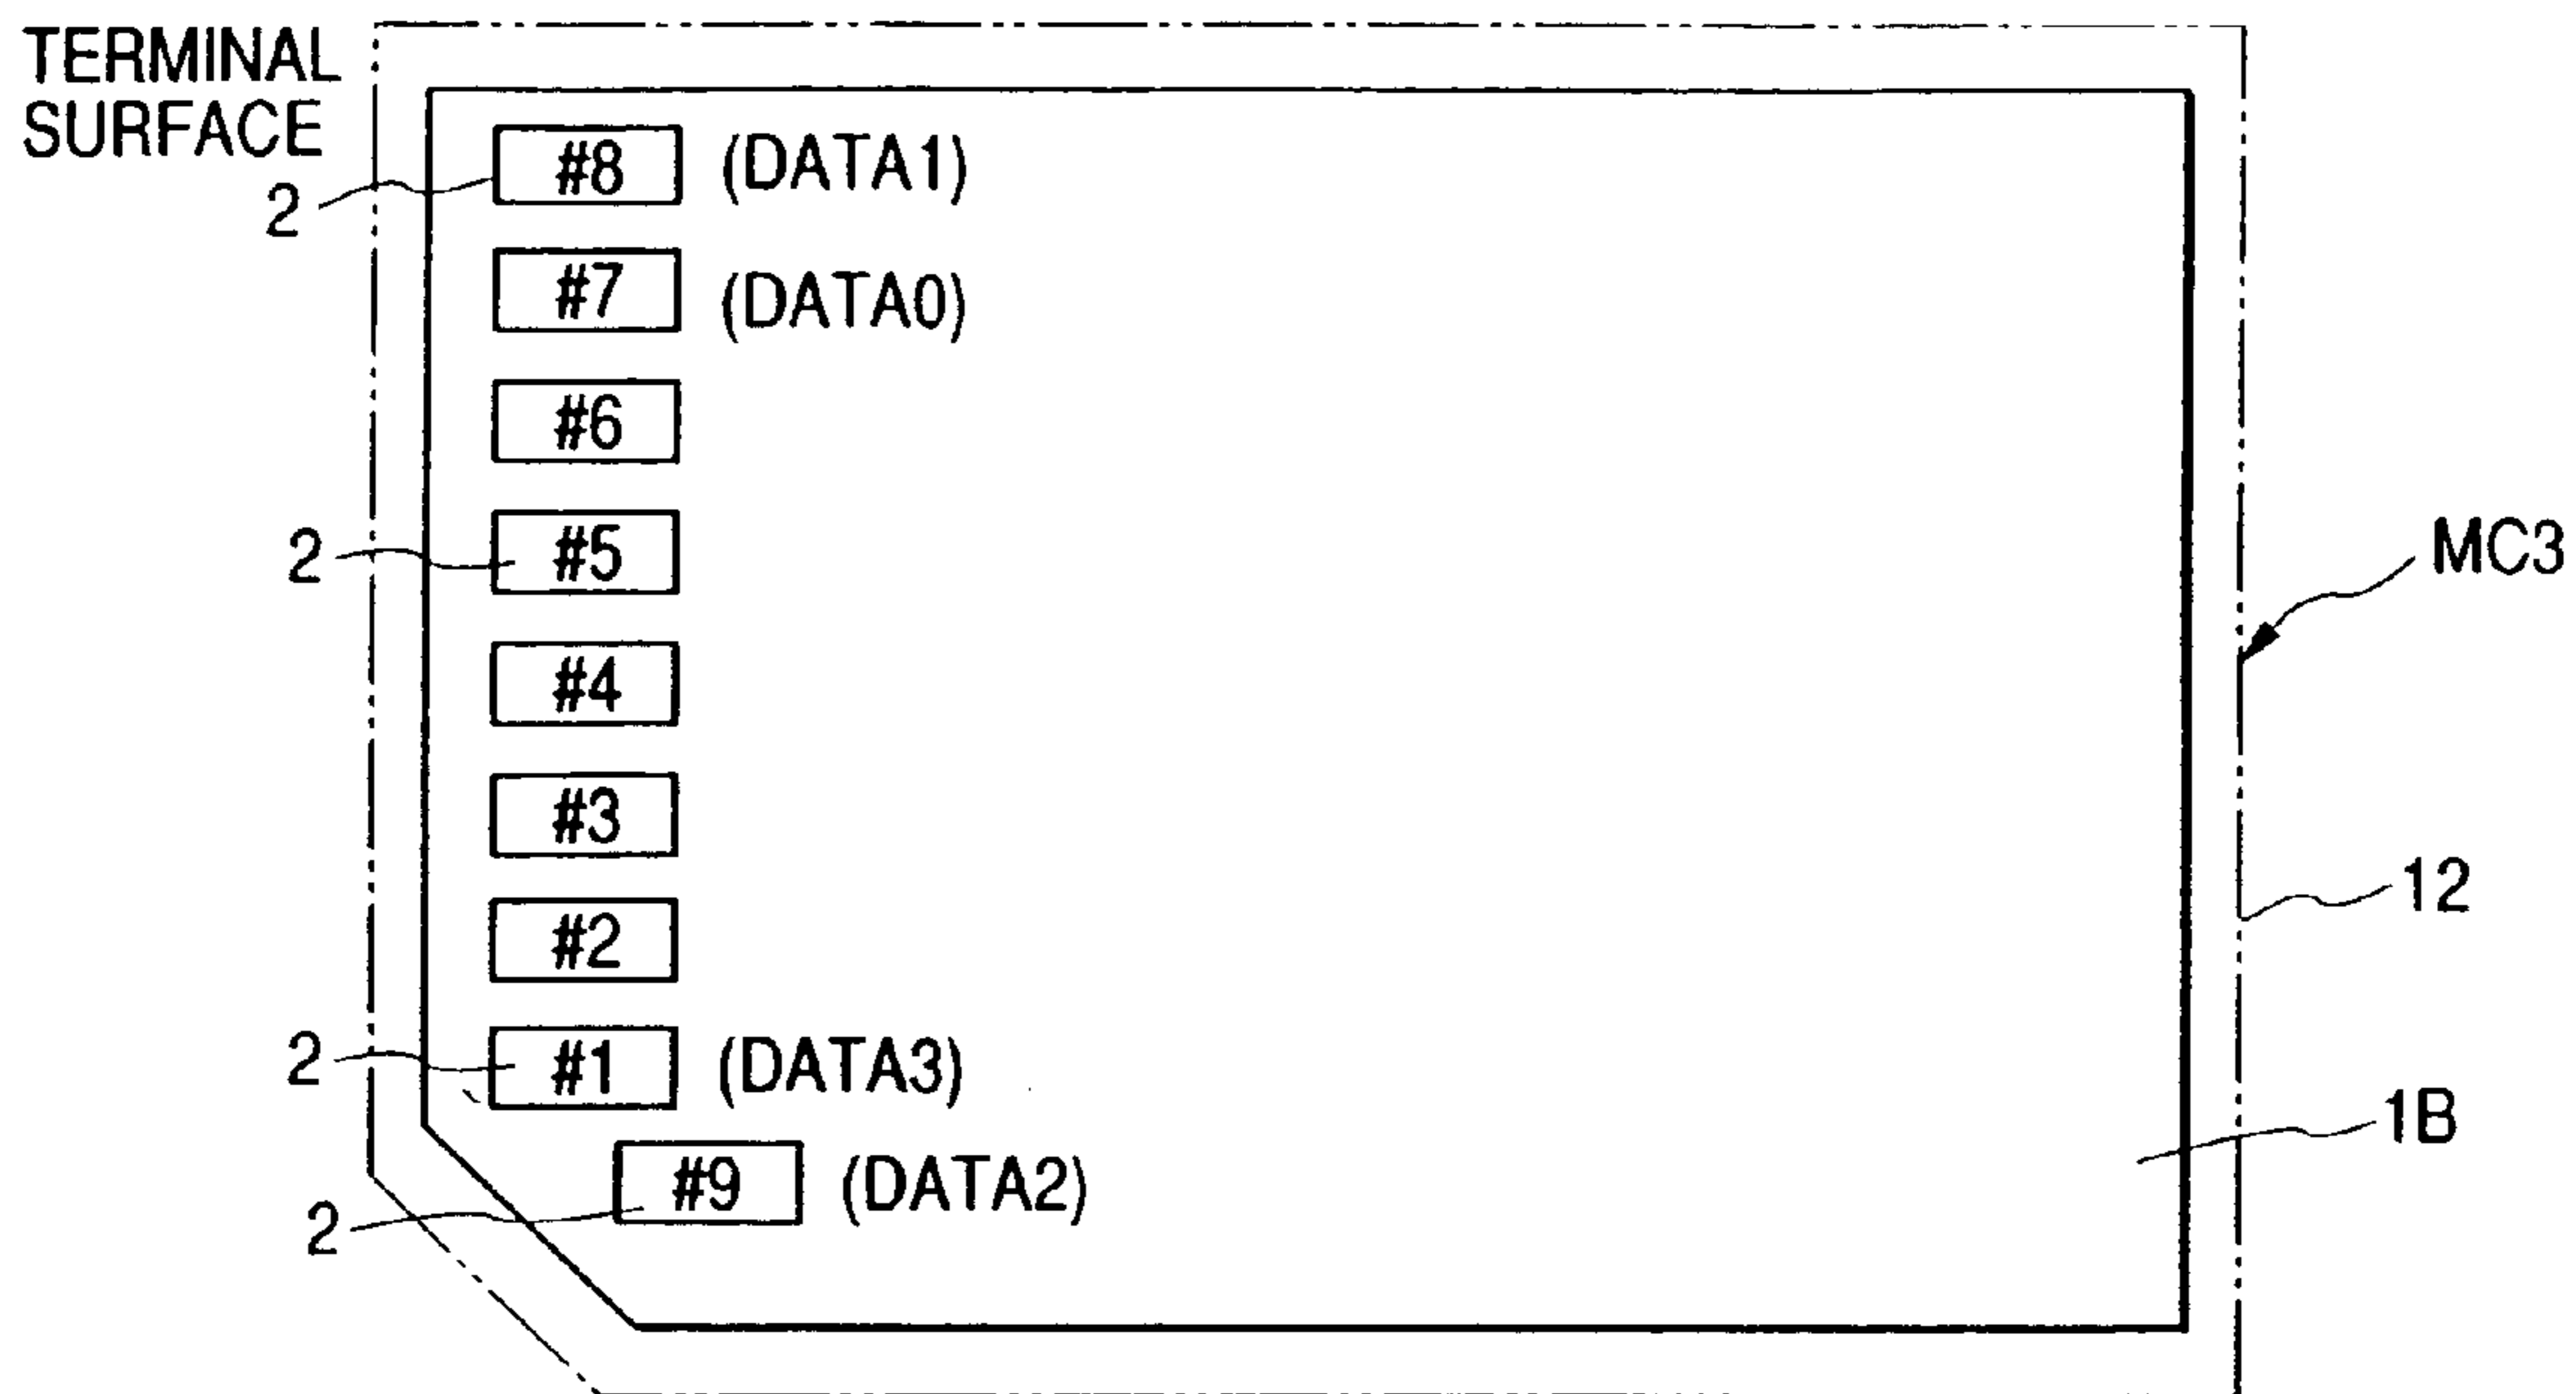 TERMINAL
SURFACE
2
#8 (DATA1)
#7 (DATA0)
#6
2
#5
MC3
#4
#3
12
#2
2
#1 (DATA3)
1B
2
#9 (DATA2)